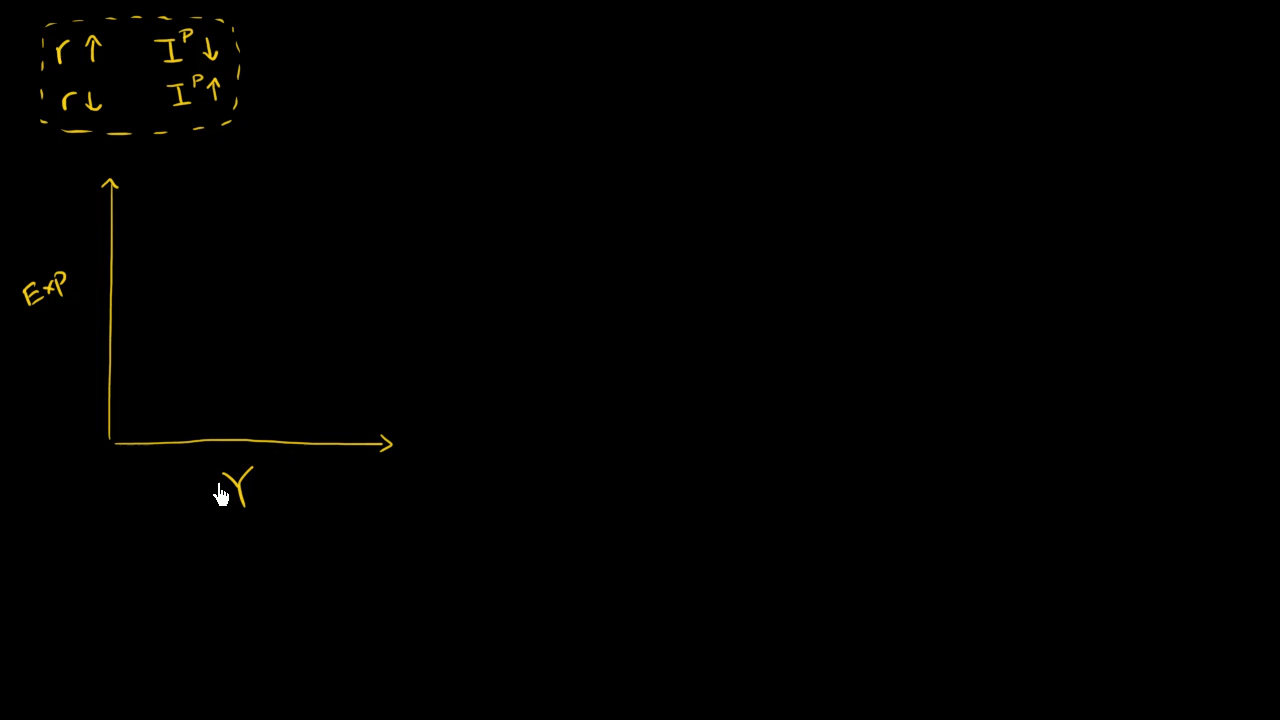 r ↑ I^P ↓
r ↓ I^P ↑
Exp
Y